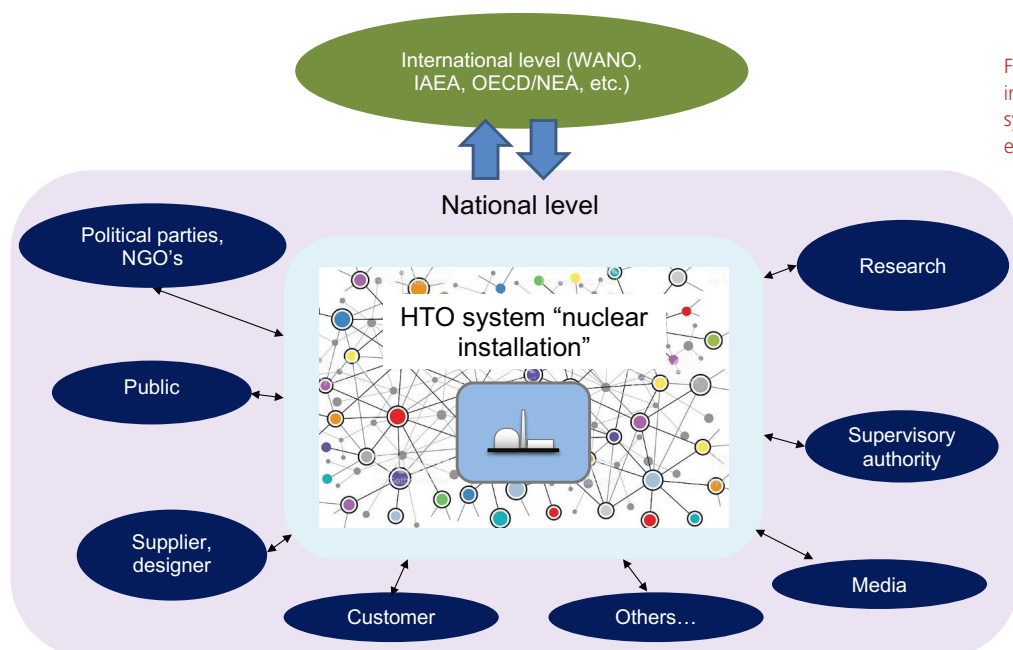 International level (WANO,
IAEA, OECD/NEA, etc.)
National level
Political parties,
NGO's
Research
HTO system “nuclear
installation”
Public
Supervisory
authority
Supplier,
designer
Media
Customer
Others…